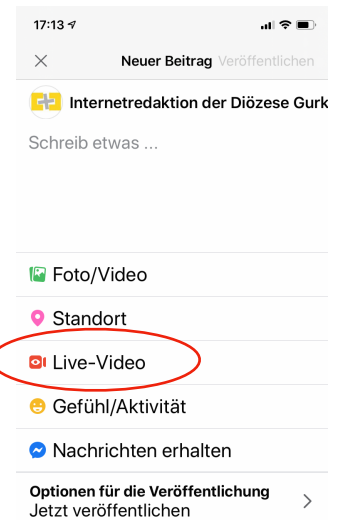 17:13
Neuer Beitrag Veröffentlichen
Internetredaktion der Diözese Gurk
Schreib etwas ...
Foto/Video
Standort
Live-Video
Gefühl/Aktivität
Nachrichten erhalten
Optionen für die Veröffentlichung
Jetzt veröffentlichen